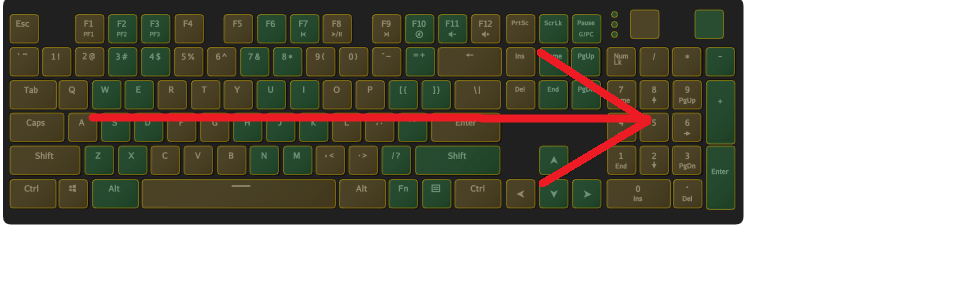 Esc F1 F2 F3 F4 F5 F6 F7 F8 F9 F10 F11 F12 PrtSc ScrLk Pause
PF1 PF2 PF3 G/PC
`~ 1! 2@ 3# 4$ 5% 6^ 7& 8* 9( 0) -_ =+ Ins PgUp Num Lk / * -
Tab Q W E R T Y U I O P [{ ]} \| Del End 7 8 9 +
PgUp
Caps A S D F G H J K L Enter 4 5 6
Shift Z X C V B N M ,< .> /? Shift 1 2 3 Enter
End PgDn
Ctrl Alt Alt Fn Ctrl 0 .
Ins Del